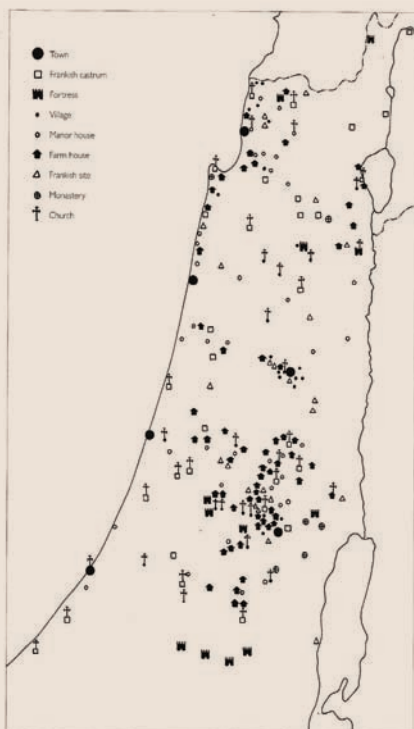 Town
Frankish castrum
Fortress
Village
Manor house
Farm house
Frankish site
Monastery
Church